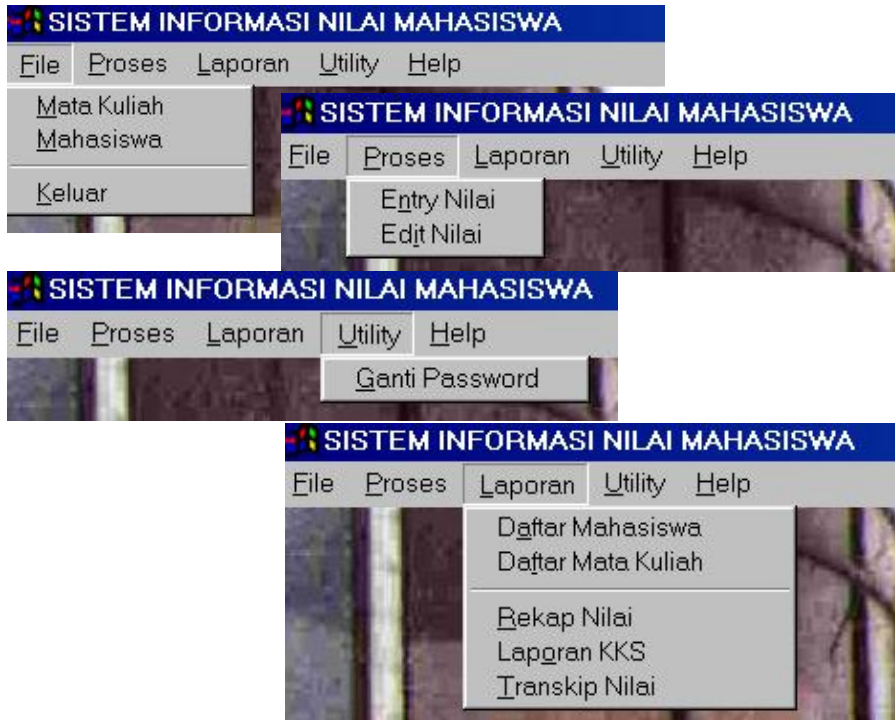 SISTEM INFORMASI NILAI MAHASISWA
File Proses Laporan Utility Help
Mata Kuliah
Mahasiswa
Keluar
SISTEM INFORMASI NILAI MAHASISWA
File Proses Laporan Utility Help
Entry Nilai
Edit Nilai
SISTEM INFORMASI NILAI MAHASISWA
File Proses Laporan Utility Help
Ganti Password
SISTEM INFORMASI NILAI MAHASISWA
File Proses Laporan Utility Help
Daftar Mahasiswa
Daftar Mata Kuliah
Rekap Nilai
Laporan KKS
Transkip Nilai